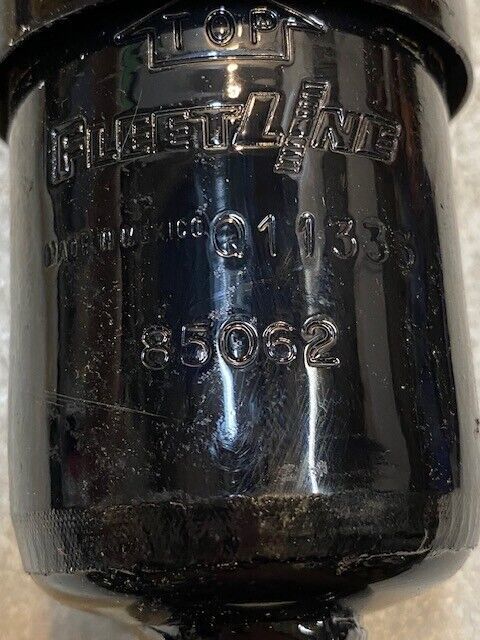 TOP
FLEETLINE
MADE IN MEXICO Q11335
85062